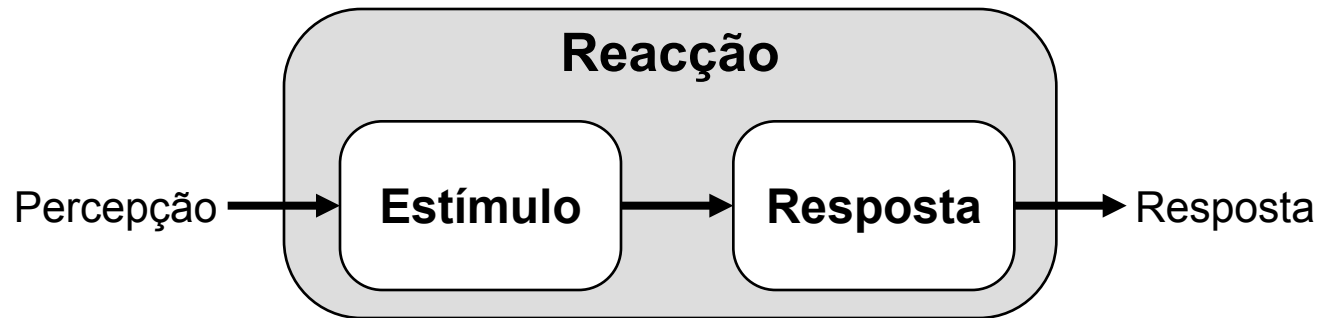 Reacção
Percepção
Estímulo
Resposta
Resposta